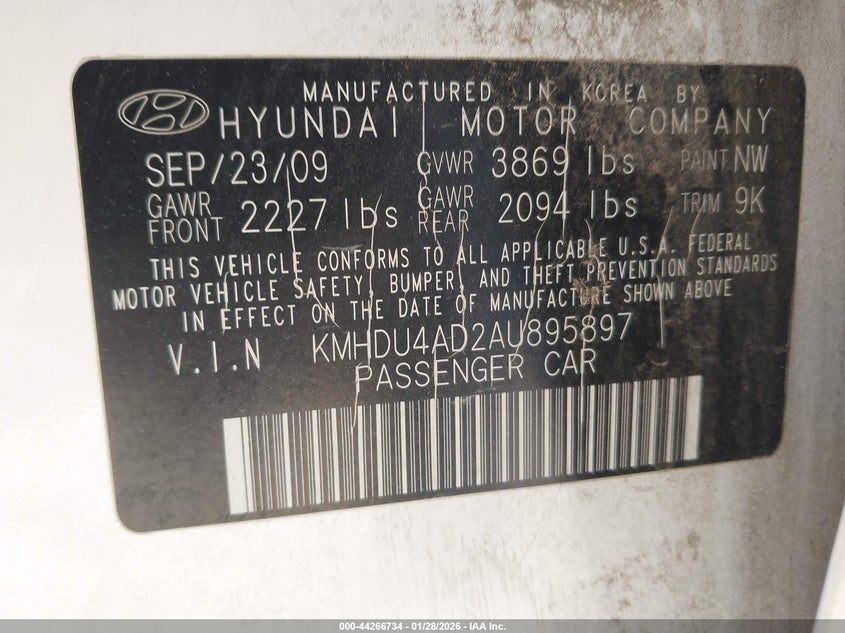 MANUFACTURED IN KOREA BY
HYUNDAI MOTOR COMPANY
SEP/23/09 GVWR 3869 lbs PAINT NW
GAWR FRONT 2227 lbs GAWR REAR 2094 lbs TRIM 9K
THIS VEHICLE CONFORMS TO ALL APPLICABLE U.S.A. FEDERAL
MOTOR VEHICLE SAFETY, BUMPER, AND THEFT PREVENTION STANDARDS
IN EFFECT ON THE DATE OF MANUFACTURE SHOWN ABOVE
V.I.N KMHDU4AD2AU895897
PASSENGER CAR
000-44266734 - 01/28/2026 - IAA Inc.